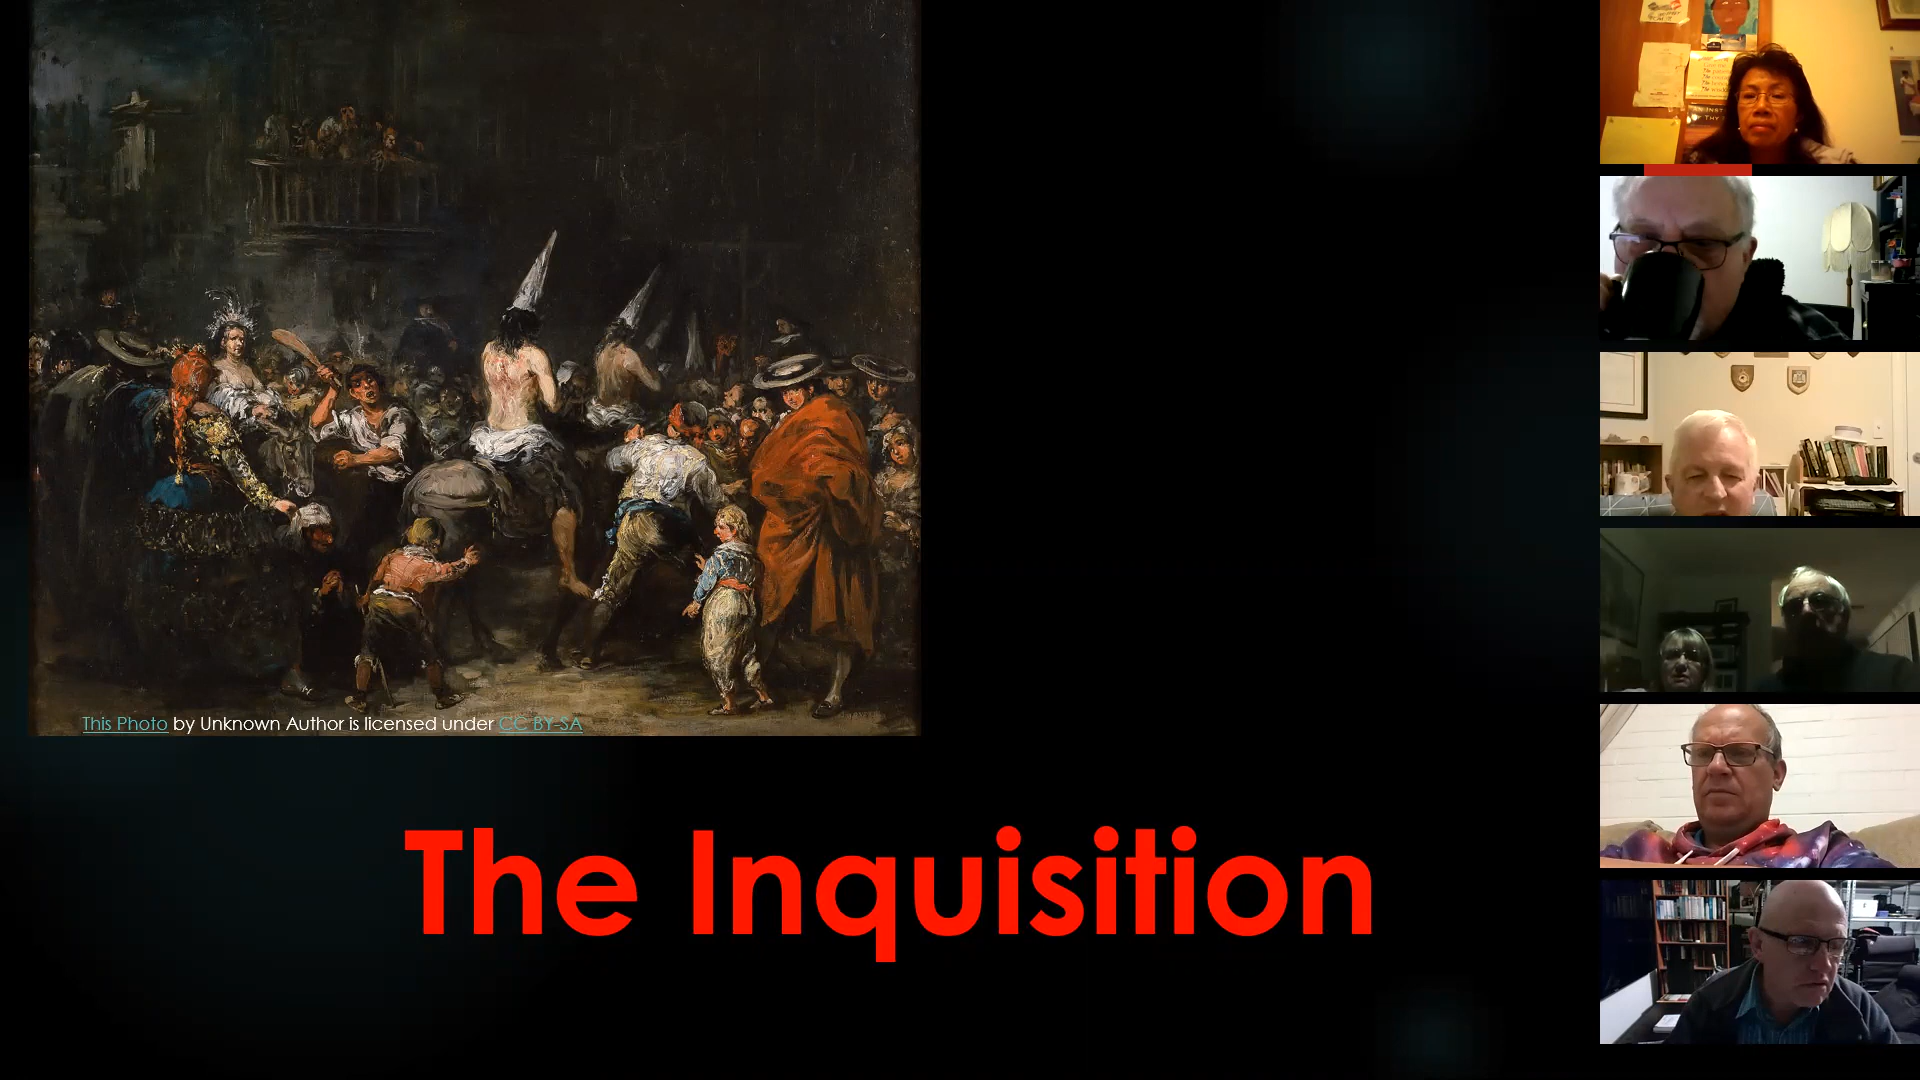 This Photo by Unknown Author is licensed under CC BY-SA
The Inquisition